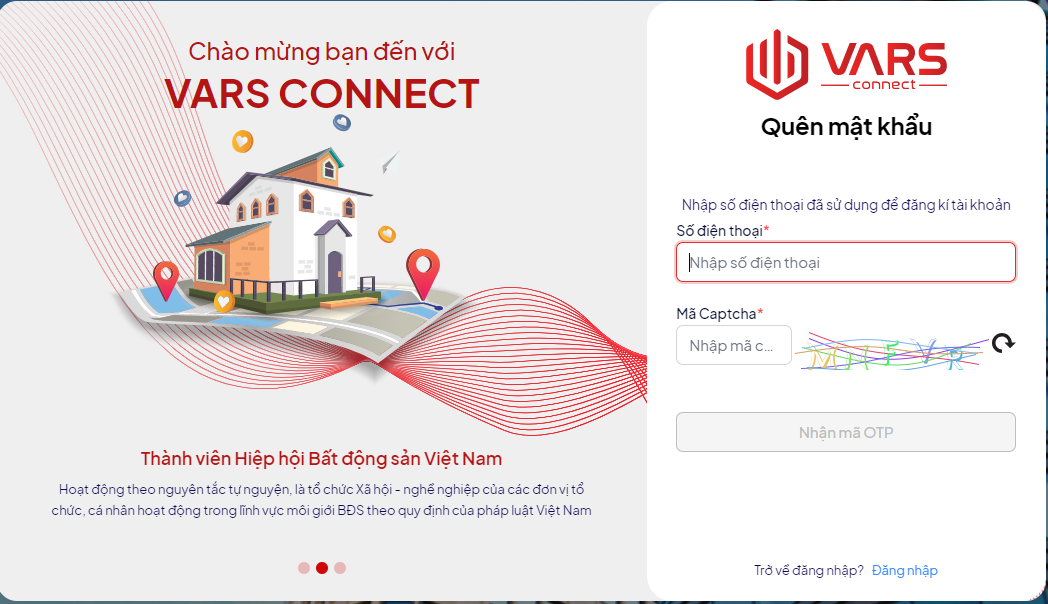 Chào mừng bạn đến với
VARS CONNECT
Thành viên Hiệp hội Bất động sản Việt Nam
Hoạt động theo nguyên tắc tự nguyện, là tổ chức Xã hội - nghề nghiệp của các đơn vị tổ
chức, cá nhân hoạt động trong lĩnh vực môi giới BĐS theo quy định của pháp luật Việt Nam
VARS
connect
Quên mật khẩu
Nhập số điện thoại đã sử dụng để đăng kí tài khoản
Số điện thoại*
Nhập số điện thoại
Mã Captcha*
Nhập mã c...
Nhận mã OTP
Trở về đăng nhập? Đăng nhập